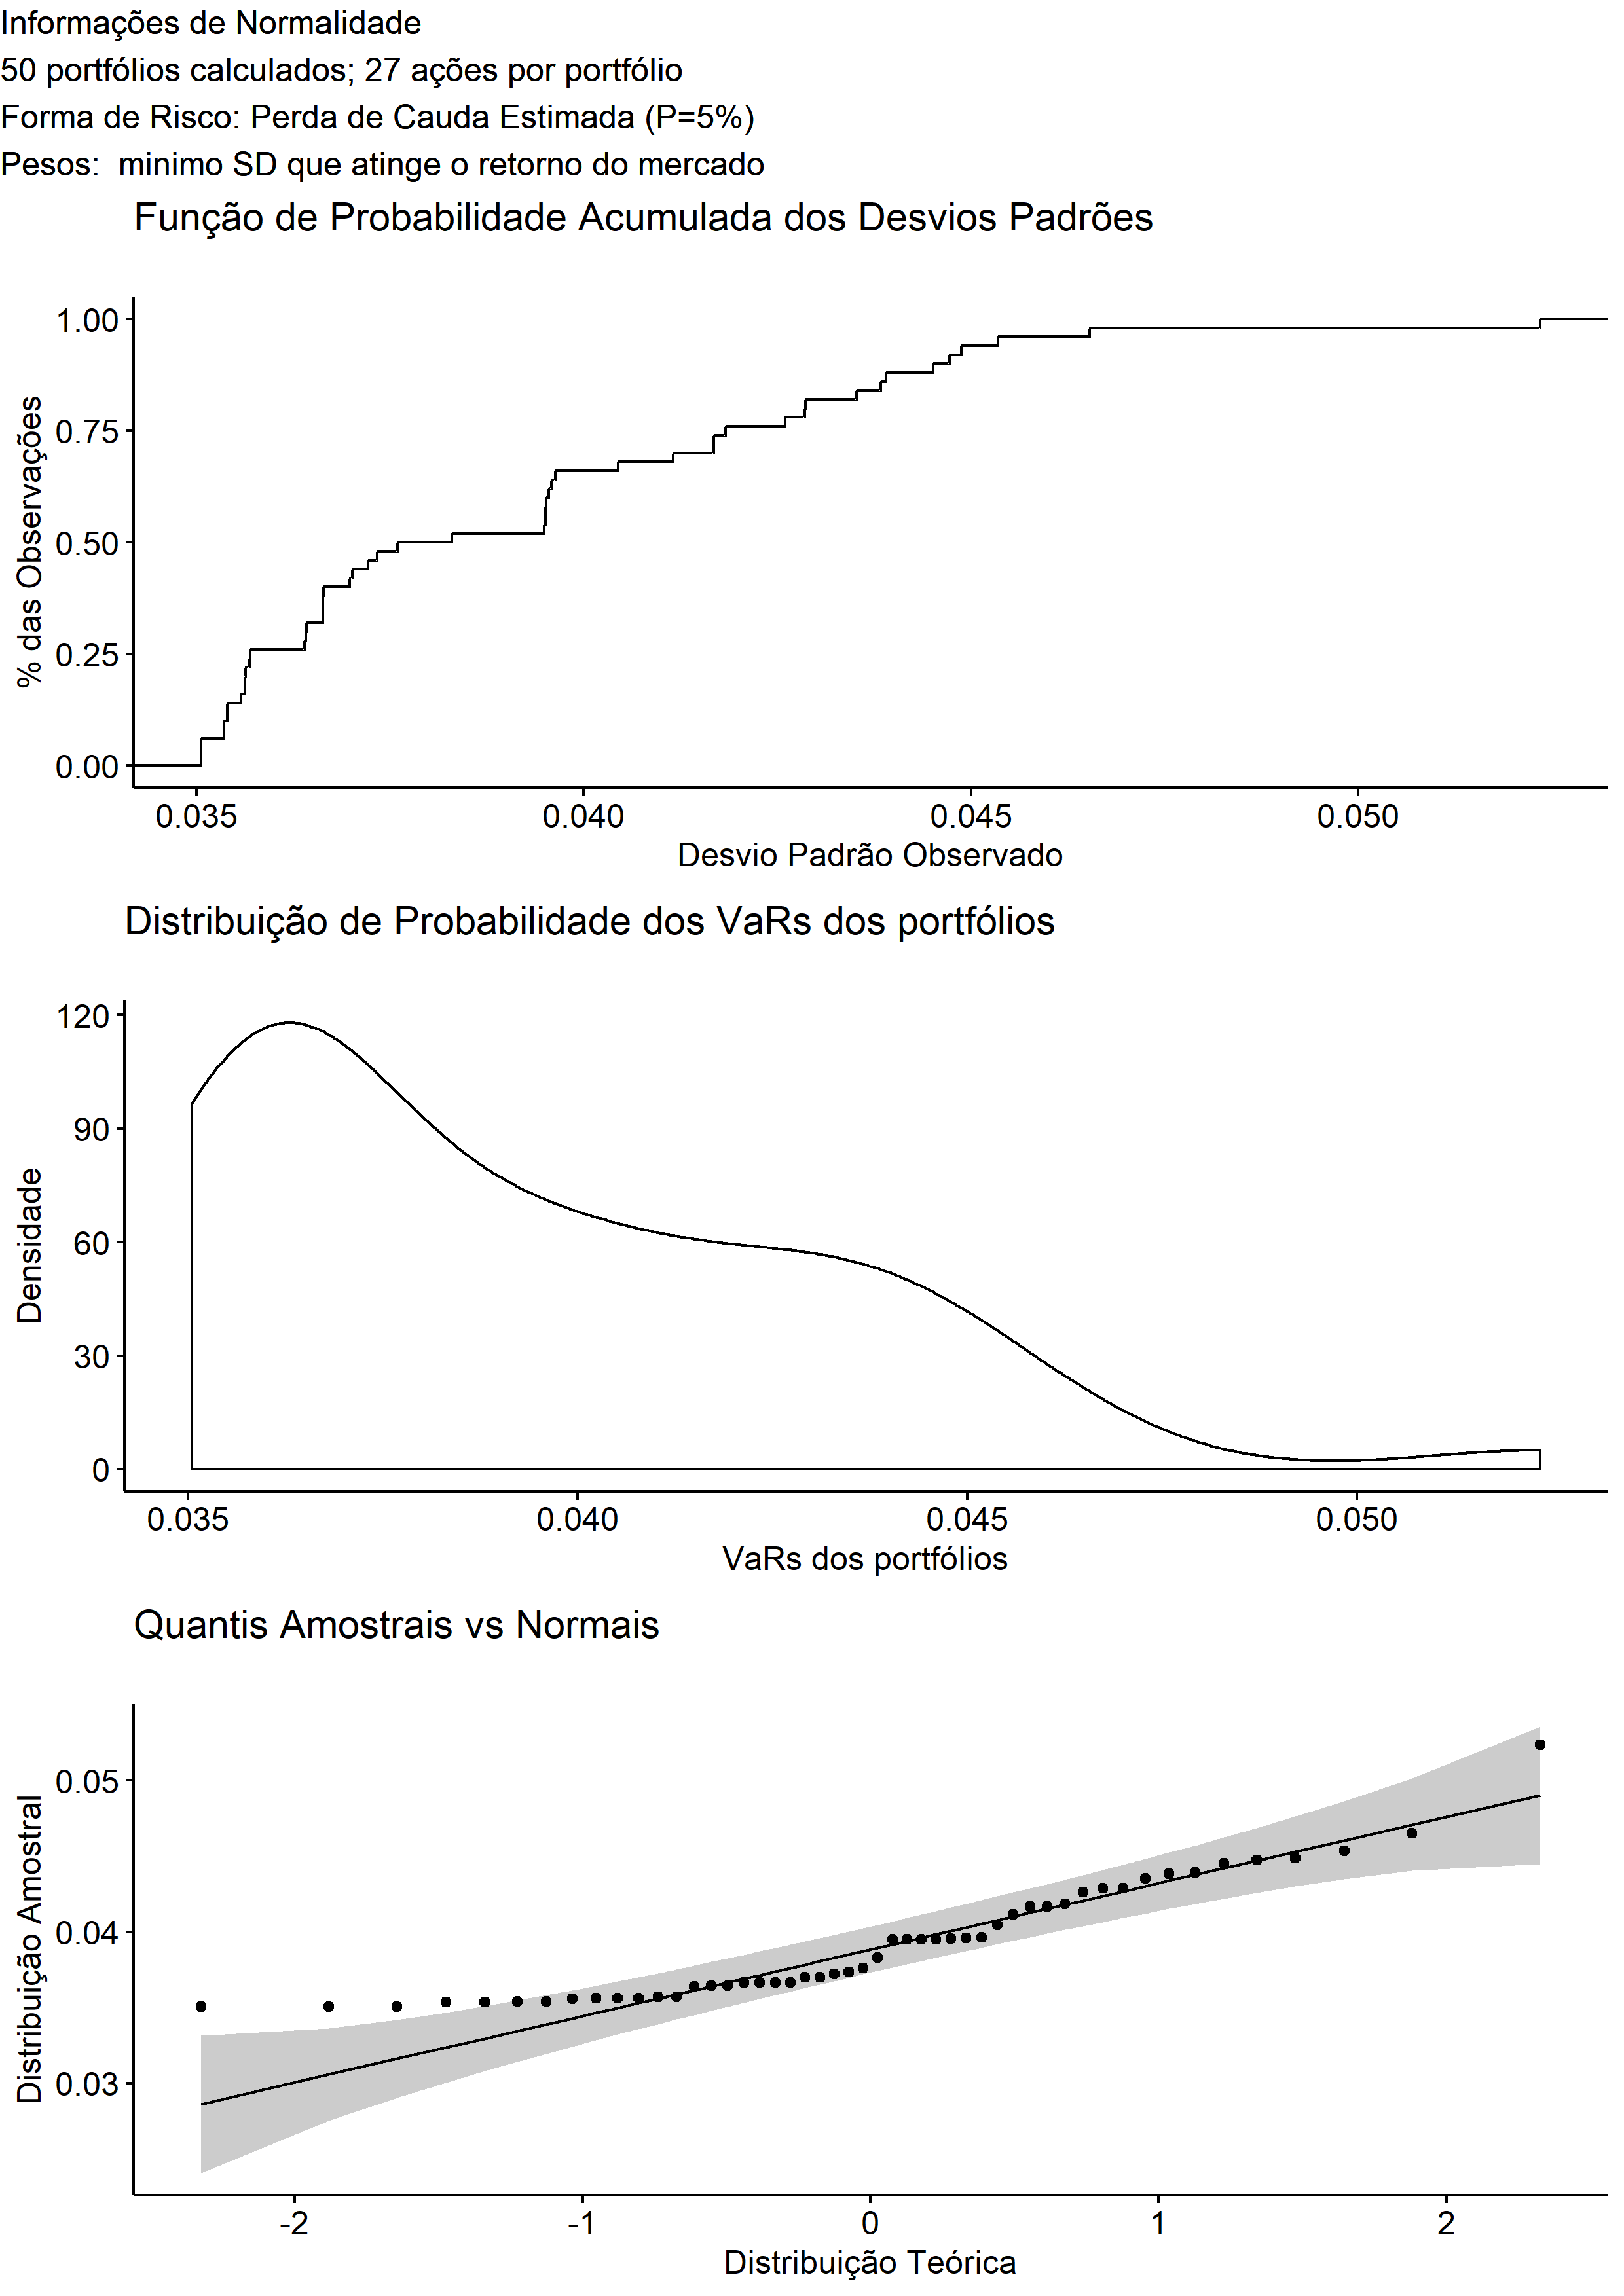 Informações de Normalidade
50 portfólios calculados; 27 ações por portfólio
Forma de Risco: Perda de Cauda Estimada (P=5%)
Pesos:  minimo SD que atinge o retorno do mercado
Função de Probabilidade Acumulada dos Desvios Padrões
% das Observações
1.00
0.75
0.50
0.25
0.00
0.035 0.040 0.045 0.050
Desvio Padrão Observado
Distribuição de Probabilidade dos VaRs dos portfólios
Densidade
120
90
60
30
0
0.035 0.040 0.045 0.050
VaRs dos portfólios
Quantis Amostrais vs Normais
Distribuição Amostral
0.05
0.04
0.03
-2 -1 0 1 2
Distribuição Teórica